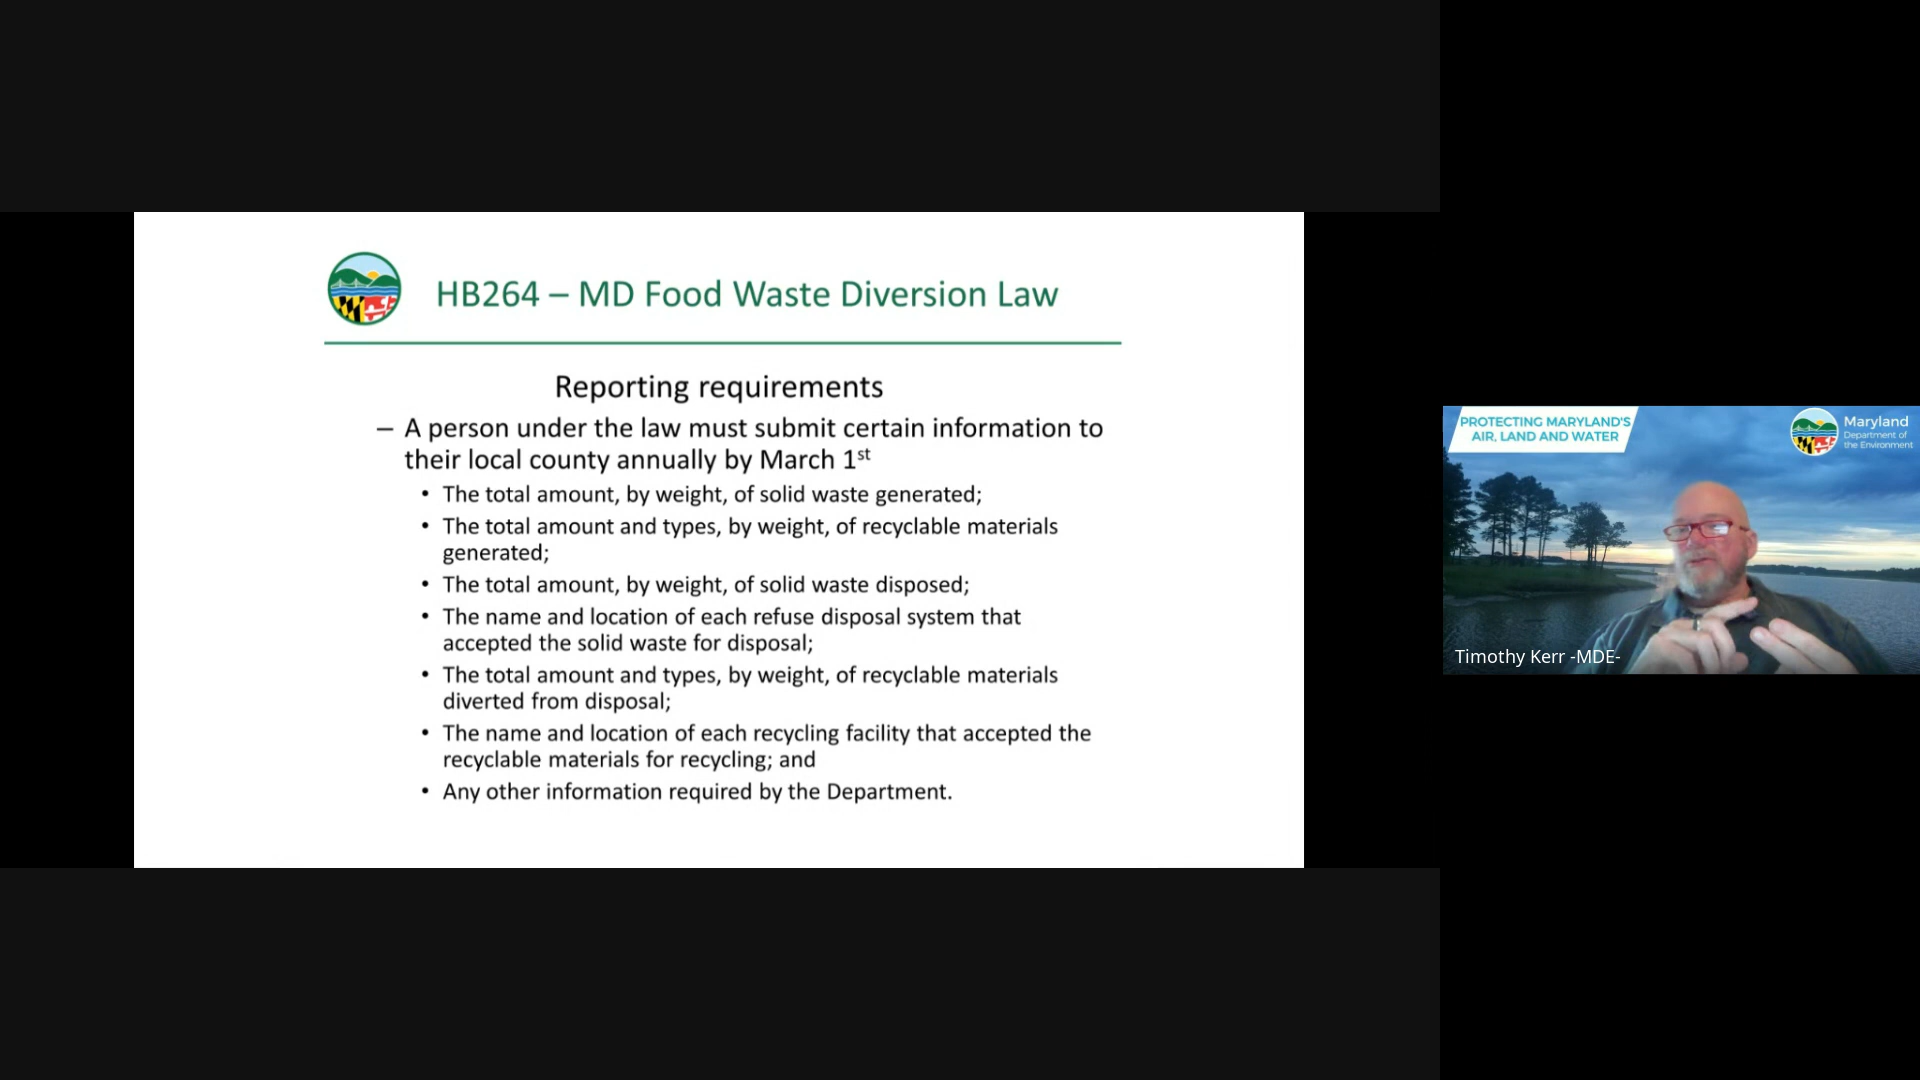 HB264 – MD Food Waste Diversion Law
Reporting requirements
– A person under the law must submit certain information to
their local county annually by March 1st
• The total amount, by weight, of solid waste generated;
• The total amount and types, by weight, of recyclable materials
generated;
• The total amount, by weight, of solid waste disposed;
• The name and location of each refuse disposal system that
accepted the solid waste for disposal;
• The total amount and types, by weight, of recyclable materials
diverted from disposal;
• The name and location of each recycling facility that accepted the
recyclable materials for recycling; and
• Any other information required by the Department.
PROTECTING MARYLAND'S
AIR, LAND AND WATER
Maryland
Department of
the Environment
Timothy Kerr -MDE-